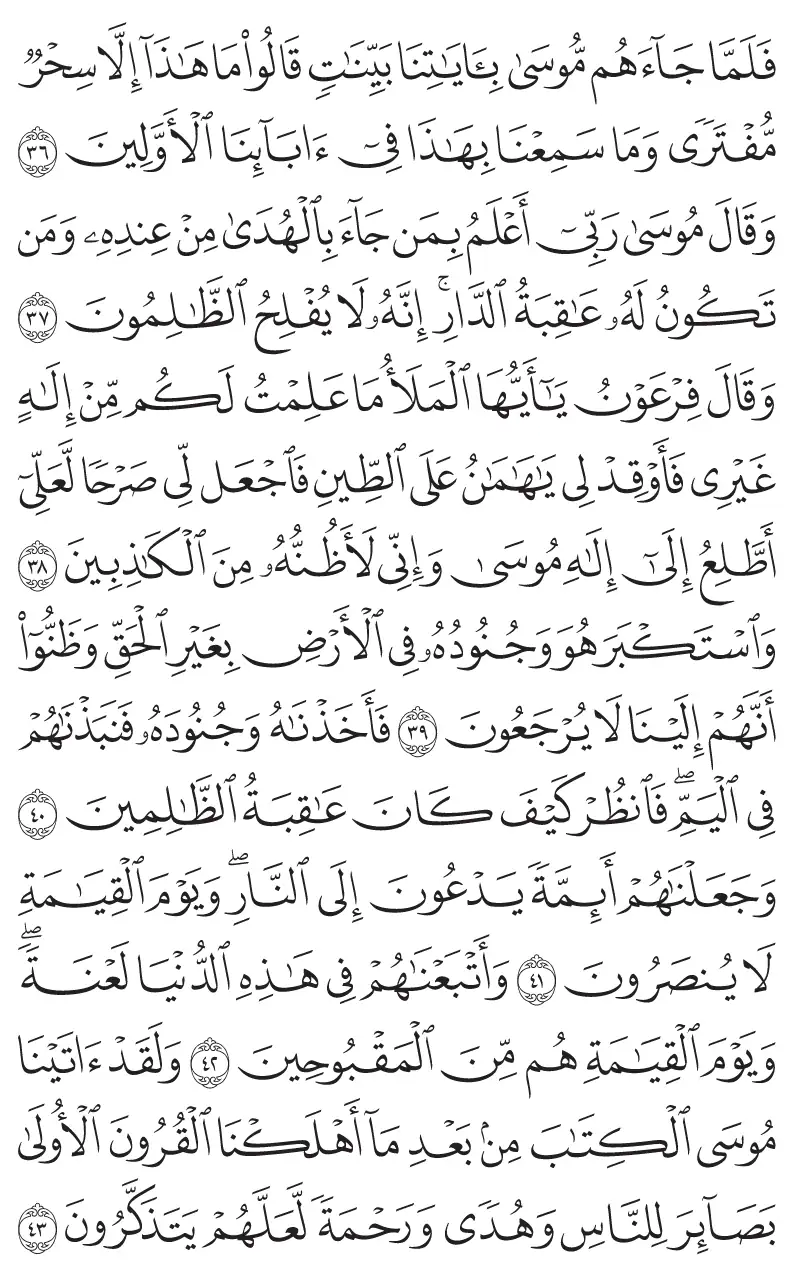 فَلَمَّا جَآءَهُم مُّوسَىٰ بِـَٔايَٰتِنَا بَيِّنَٰتٖ قَالُواْ مَا هَٰذَآ إِلَّا سِحۡرٞ
مُّفۡتَرٗى وَمَا سَمِعۡنَا بِهَٰذَا فِيٓ ءَابَآئِنَا ٱلۡأَوَّلِينَ ٣٦
وَقَالَ مُوسَىٰ رَبِّيٓ أَعۡلَمُ بِمَن جَآءَ بِٱلۡهُدَىٰ مِنۡ عِندِهِۦ وَمَن
تَكُونُ لَهُۥ عَٰقِبَةُ ٱلدَّارِۚ إِنَّهُۥ لَا يُفۡلِحُ ٱلظَّٰلِمُونَ ٣٧
وَقَالَ فِرۡعَوۡنُ يَٰٓأَيُّهَا ٱلۡمَلَأُ مَا عَلِمۡتُ لَكُم مِّنۡ إِلَٰهٍ
غَيۡرِي فَأَوۡقِدۡ لِي يَٰهَٰمَٰنُ عَلَى ٱلطِّينِ فَٱجۡعَل لِّي صَرۡحٗا لَّعَلِّيٓ
أَطَّلِعُ إِلَىٰٓ إِلَٰهِ مُوسَىٰ وَإِنِّي لَأَظُنُّهُۥ مِنَ ٱلۡكَٰذِبِينَ ٣٨
وَٱسۡتَكۡبَرَ هُوَ وَجُنُودُهُۥ فِي ٱلۡأَرۡضِ بِغَيۡرِ ٱلۡحَقِّ وَظَنُّوٓاْ
أَنَّهُمۡ إِلَيۡنَا لَا يُرۡجَعُونَ ٣٩ فَأَخَذۡنَٰهُ وَجُنُودَهُۥ فَنَبَذۡنَٰهُمۡ
فِي ٱلۡيَمِّۖ فَٱنظُرۡ كَيۡفَ كَانَ عَٰقِبَةُ ٱلظَّٰلِمِينَ ٤٠
وَجَعَلۡنَٰهُمۡ أَئِمَّةٗ يَدۡعُونَ إِلَى ٱلنَّارِۖ وَيَوۡمَ ٱلۡقِيَٰمَةِ
لَا يُنصَرُونَ ٤١ وَأَتۡبَعۡنَٰهُمۡ فِي هَٰذِهِ ٱلدُّنۡيَا لَعۡنَةٗۖ
وَيَوۡمَ ٱلۡقِيَٰمَةِ هُم مِّنَ ٱلۡمَقۡبُوحِينَ ٤٢ وَلَقَدۡ ءَاتَيۡنَا
مُوسَى ٱلۡكِتَٰبَ مِنۢ بَعۡدِ مَآ أَهۡلَكۡنَا ٱلۡقُرُونَ ٱلۡأُولَىٰ
بَصَآئِرَ لِلنَّاسِ وَهُدٗى وَرَحۡمَةٗ لَّعَلَّهُمۡ يَتَذَكَّرُونَ ٤٣